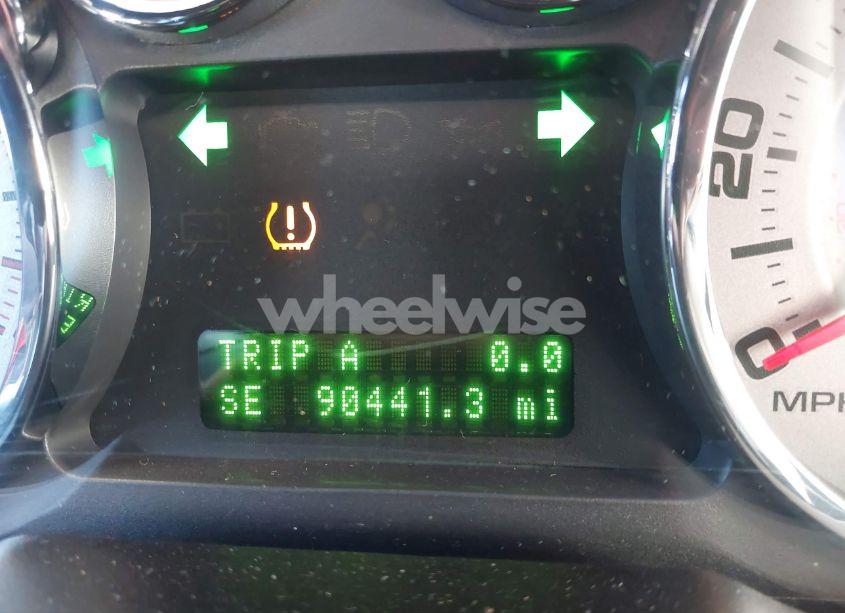 wheelwise
TRIP A 0.0
SE 90441.3 mi
20
0
MPH